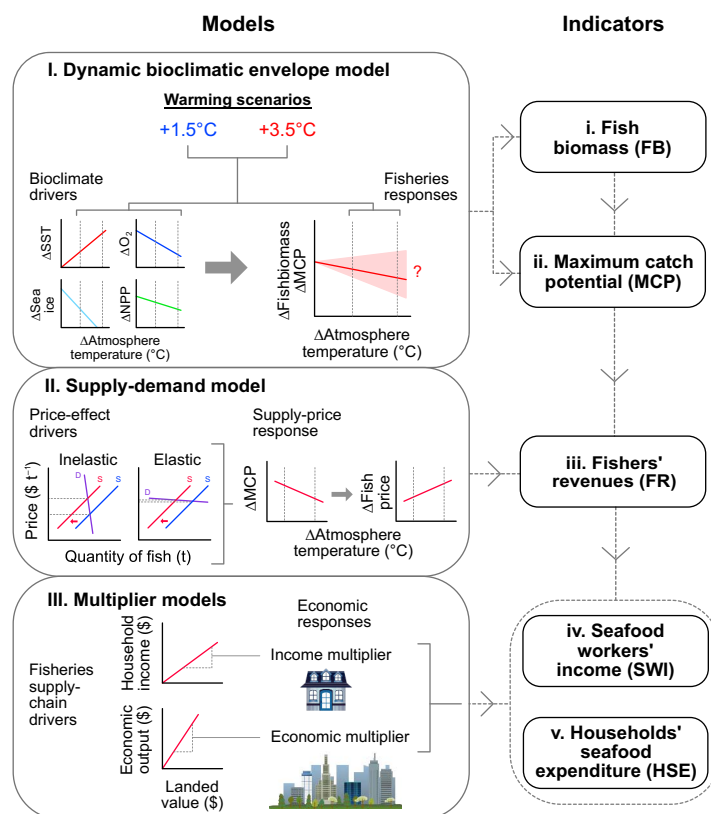 Models
Indicators
I. Dynamic bioclimatic envelope model
Warming scenarios
+1.5°C
+3.5°C
Bioclimate
drivers
Fisheries
responses
ΔSST
ΔO₂
ΔSea
ice
ΔNPP
ΔAtmosphere
temperature (°C)
ΔFishbiomass
ΔMCP
?
ΔAtmosphere
temperature (°C)
i. Fish
biomass (FB)
ii. Maximum catch
potential (MCP)
II. Supply-demand model
Price-effect
drivers
Supply-price
response
Inelastic
Elastic
Price ($ t⁻¹)
D
S
S
D
S
S
Quantity of fish (t)
ΔMCP
ΔFish
price
ΔAtmosphere
temperature (°C)
iii. Fishers'
revenues (FR)
III. Multiplier models
Economic
responses
Fisheries
supply-
chain
drivers
Household
income ($)
Income multiplier
Economic
output ($)
Economic multiplier
Landed
value ($)
iv. Seafood
workers'
income (SWI)
v. Households'
seafood
expenditure (HSE)